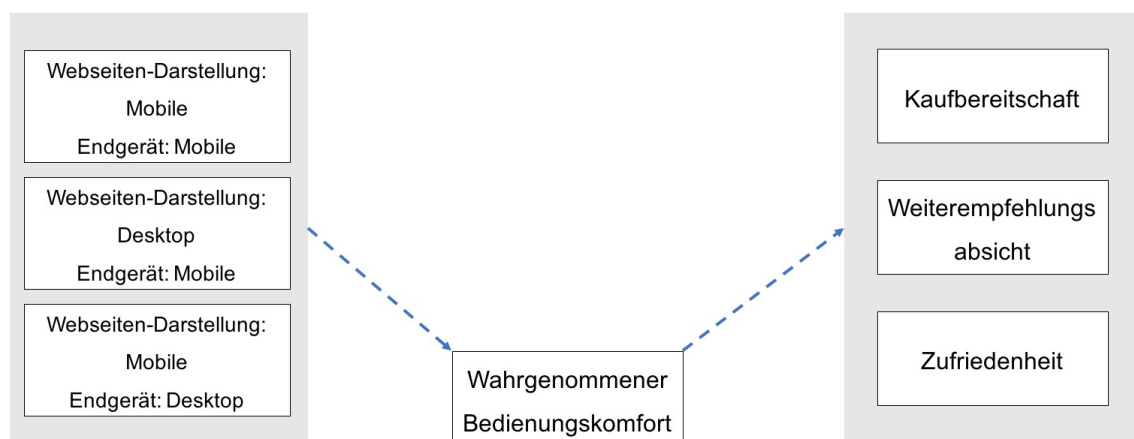 Webseiten-Darstellung:
Mobile
Endgerät: Mobile
Webseiten-Darstellung:
Desktop
Endgerät: Mobile
Webseiten-Darstellung:
Mobile
Endgerät: Desktop
Wahrgenommener
Bedienungskomfort
Kaufbereitschaft
Weiterempfehlungs
absicht
Zufriedenheit